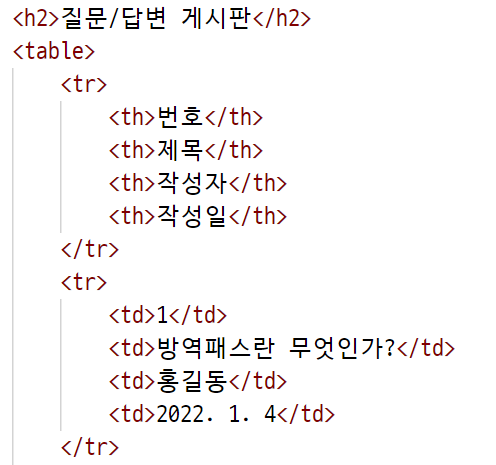 <h2>질문/답변 게시판</h2>
<table>
<tr>
<th>번호</th>
<th>제목</th>
<th>작성자</th>
<th>작성일</th>
</tr>
<tr>
<td>1</td>
<td>방역패스란 무엇인가?</td>
<td>홍길동</td>
<td>2022. 1. 4</td>
</tr>